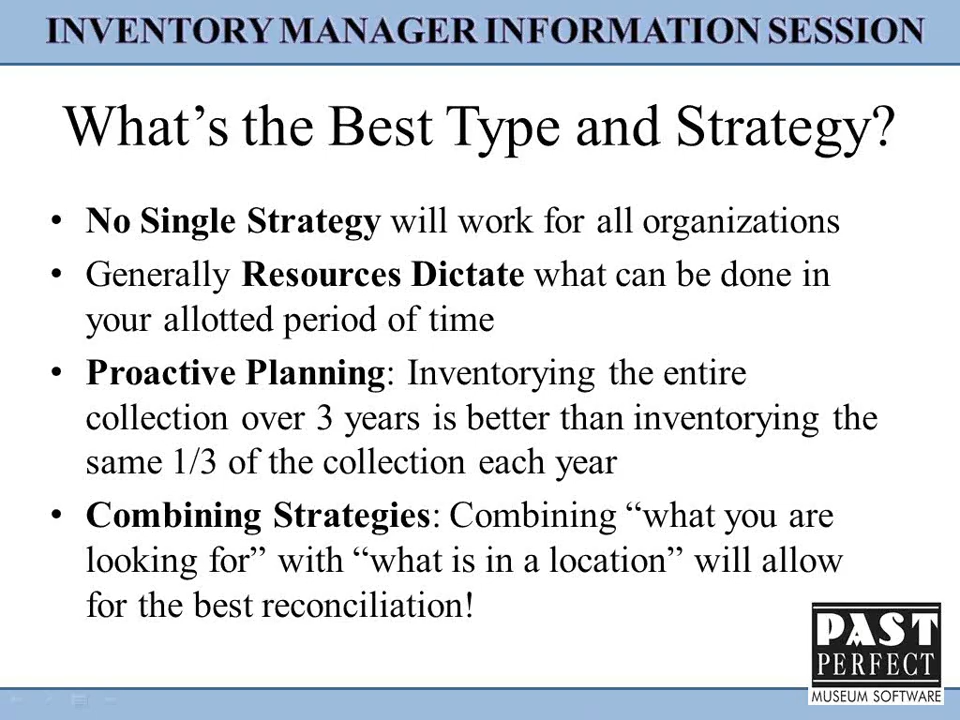 INVENTORY MANAGER INFORMATION SESSION
What’s the Best Type and Strategy?
• No Single Strategy will work for all organizations
• Generally Resources Dictate what can be done in
your allotted period of time
• Proactive Planning: Inventorying the entire
collection over 3 years is better than inventorying the
same 1/3 of the collection each year
• Combining Strategies: Combining “what you are
looking for” with “what is in a location” will allow
for the best reconciliation!
PAST
PERFECT
MUSEUM SOFTWARE